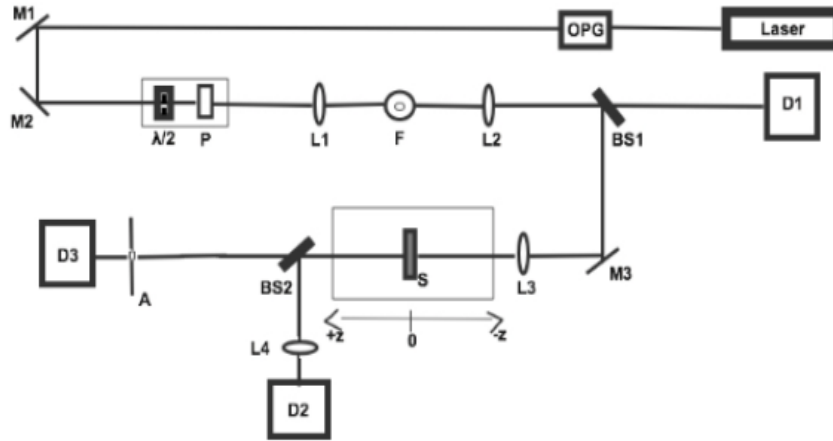 M1
OPG
Laser
M2
λ/2
P
L1
F
L2
BS1
D1
D3
A
BS2
S
L3
M3
+z
0
-z
L4
D2